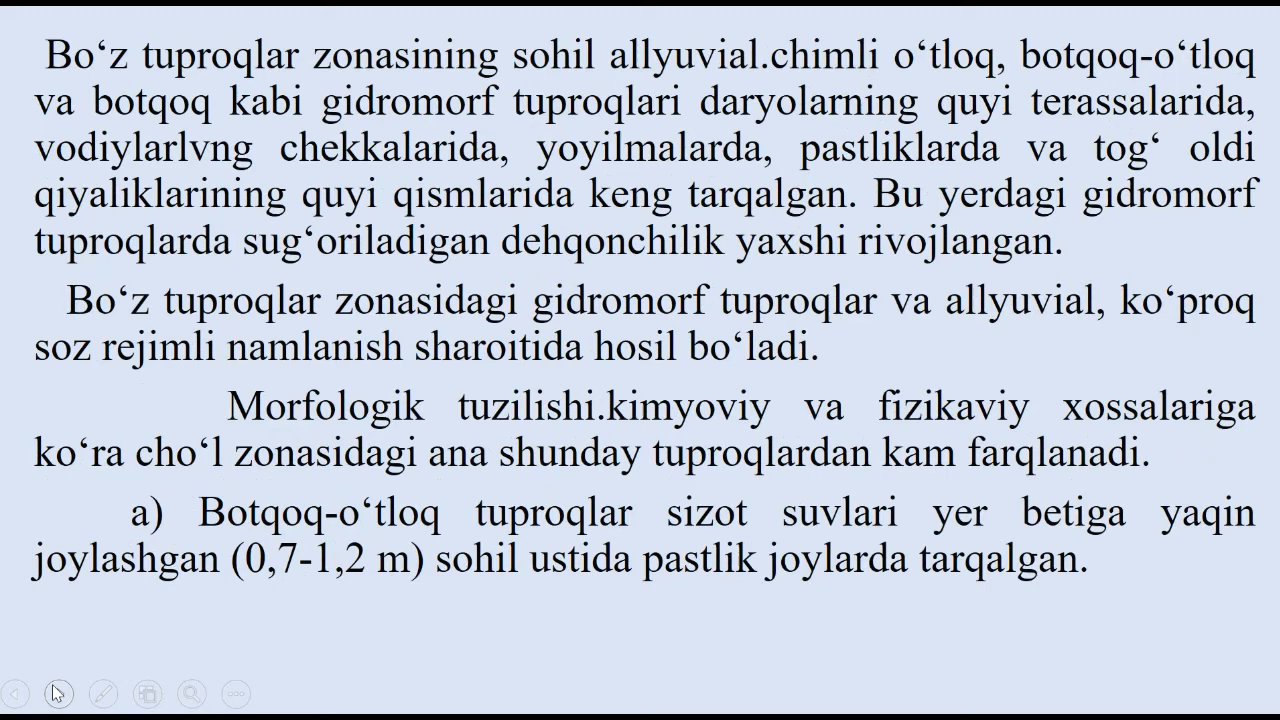 Bo‘z tuproqlar zonasining sohil allyuvial.chimli o‘tloq, botqoq-o‘tloq
va botqoq kabi gidromorf tuproqlari daryolarning quyi terassalarida,
vodiylarlvng chekkalarida, yoyilmalarda, pastliklarda va tog‘ oldi
qiyaliklarining quyi qismlarida keng tarqalgan. Bu yerdagi gidromorf
tuproqlarda sug‘oriladigan dehqonchilik yaxshi rivojlangan.
Bo‘z tuproqlar zonasidagi gidromorf tuproqlar va allyuvial, ko‘proq
soz rejimli namlanish sharoitida hosil bo‘ladi.
Morfologik tuzilishi.kimyoviy va fizikaviy xossalariga
ko‘ra cho‘l zonasidagi ana shunday tuproqlardan kam farqlanadi.
a) Botqoq-o‘tloq tuproqlar sizot suvlari yer betiga yaqin
joylashgan (0,7-1,2 m) sohil ustida pastlik joylarda tarqalgan.